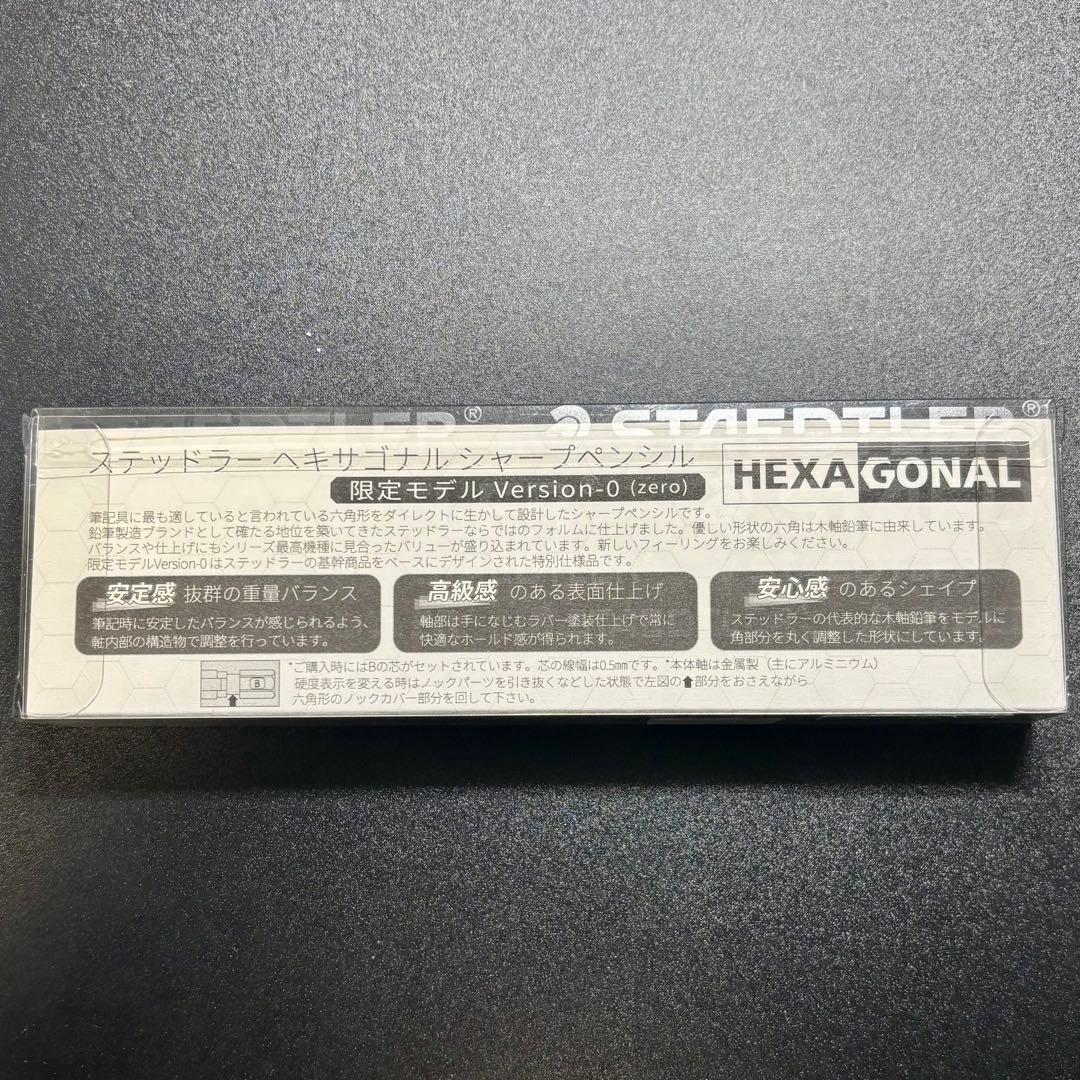 STAEDTLER®
STAEDTLER®
ステッドラー ヘキサゴナル シャープペンシル
HEXAGONAL
限定モデル Version-0 (zero)
筆記具に最も適していると言われている六角形をダイレクトに生かして設計したシャープペンシルです。
鉛筆製造ブランドとして確たる地位を築いてきたステッドラーならではのフォルムに仕上げました。優しい形状の六角は木軸鉛筆に由来しています。
バランスや仕上げにもシリーズ最高機種に見合ったバリューが盛り込まれています。新しいフィーリングをお楽しみください。
限定モデルVersion-0はステッドラーの基幹商品をベースにデザインされた特別仕様品です。
安定感 抜群の重量バランス
筆記時に安定したバランスが感じられるよう、
軸内部の構造物で調整を行っています。
高級感 のある表面仕上げ
軸部は手になじむラバー塗装仕上げで常に
快適なホールド感が得られます。
安心感 のあるシェイプ
ステッドラーの代表的な木軸鉛筆をモデルに
角部分を丸く調整した形状にしています。
B
*ご購入時にはBの芯がセットされています。芯の線幅は0.5mmです。*本体軸は金属製（主にアルミニウム）
硬度表示を変える時はノックパーツを引き抜くなどした状態で左図の⬆部分をおさえながら
六角形のノックカバー部分を回して下さい。